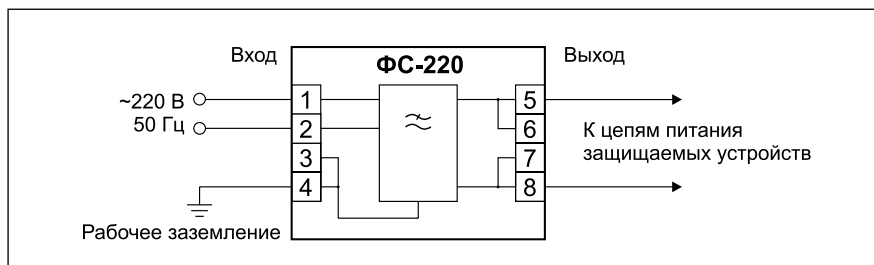 Вход
ФС-220
Выход
~220 В
50 Гц
1
2
3
4
5
6
7
8
К цепям питания
защищаемых устройств
Рабочее заземление